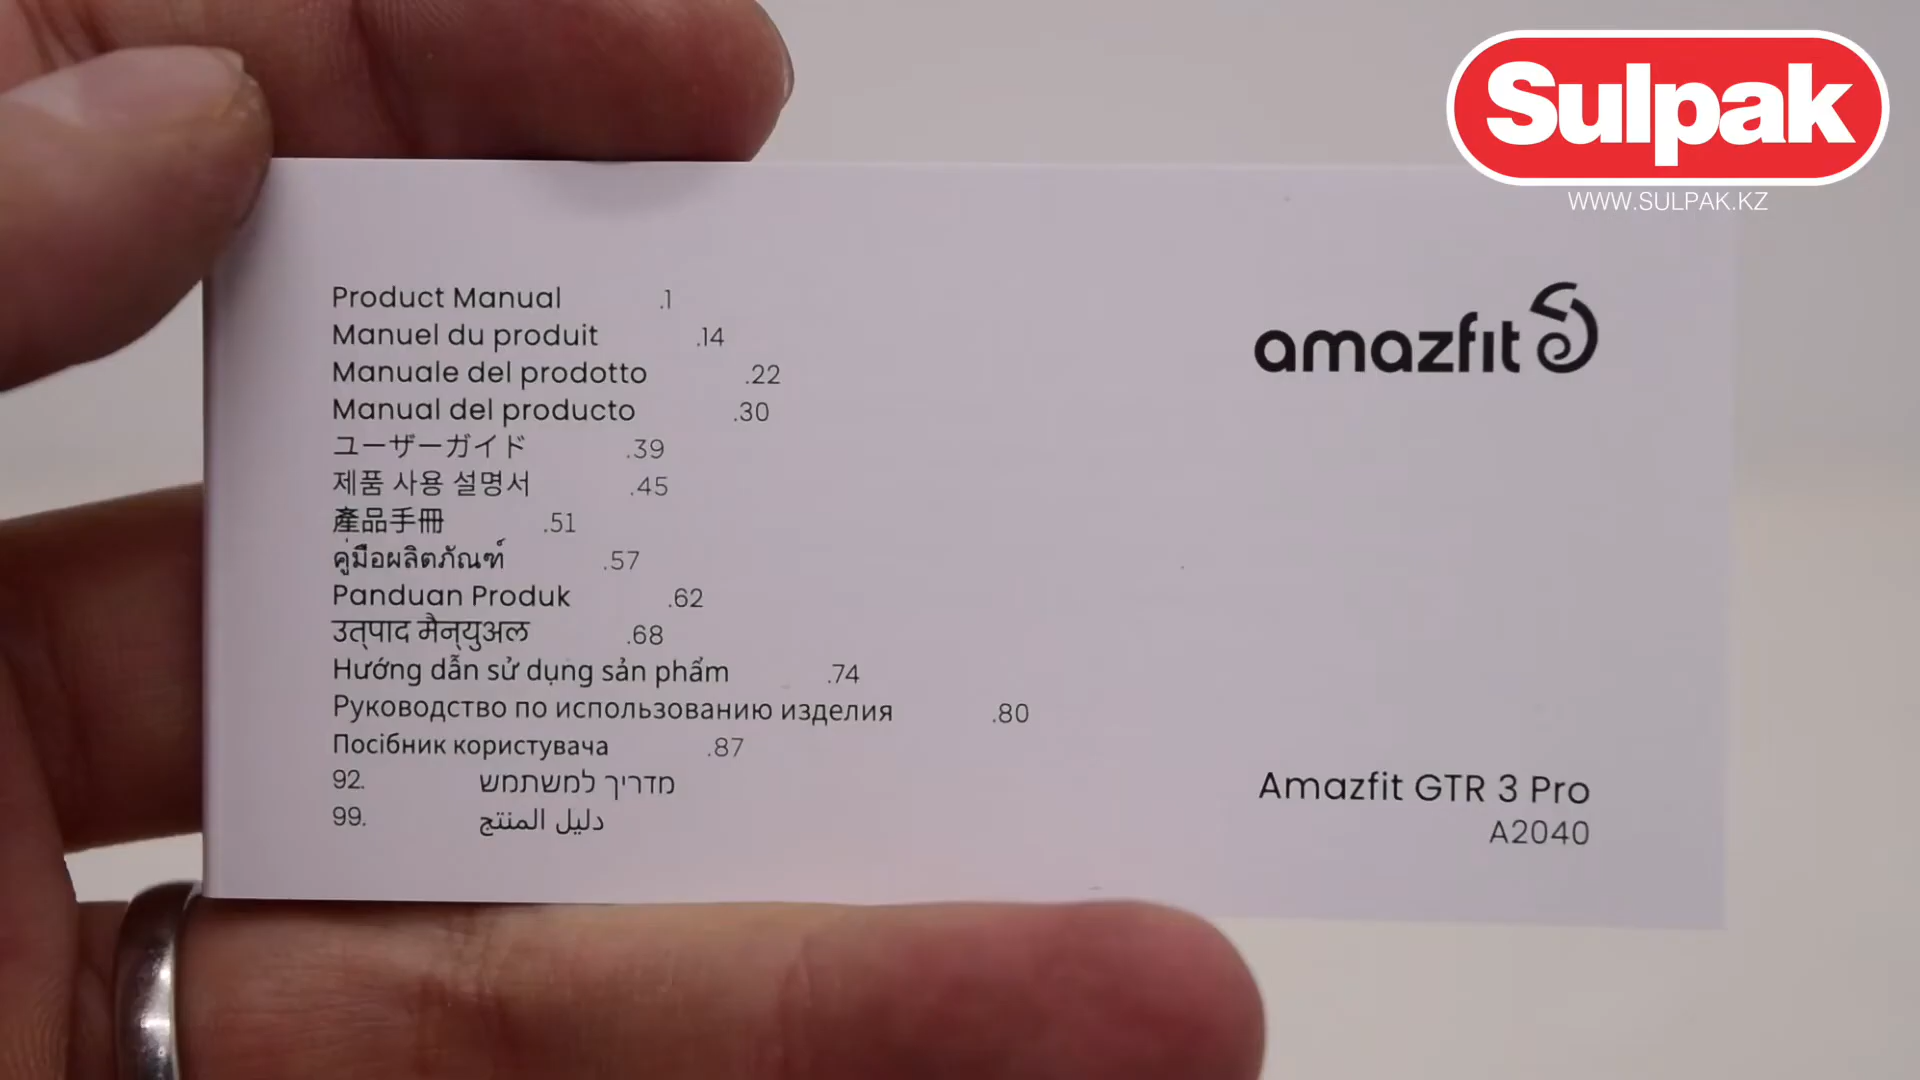 Sulpak
WWW.SULPAK.KZ
amazfit
Product Manual .1
Manuel du produit .14
Manuale del prodotto .22
Manual del producto .30
ユーザーガイド .39
제품 사용 설명서 .45
產品手冊 .51
คู่มือผลิตภัณฑ์ .57
Panduan Produk .62
उत्पाद मैन्युअल .68
Hướng dẫn sử dụng sản phẩm .74
Руководство по использованию изделия .80
Посібник користувача .87
92. מדריך למשתמש
99. دليل المنتج
Amazfit GTR 3 Pro
A2040